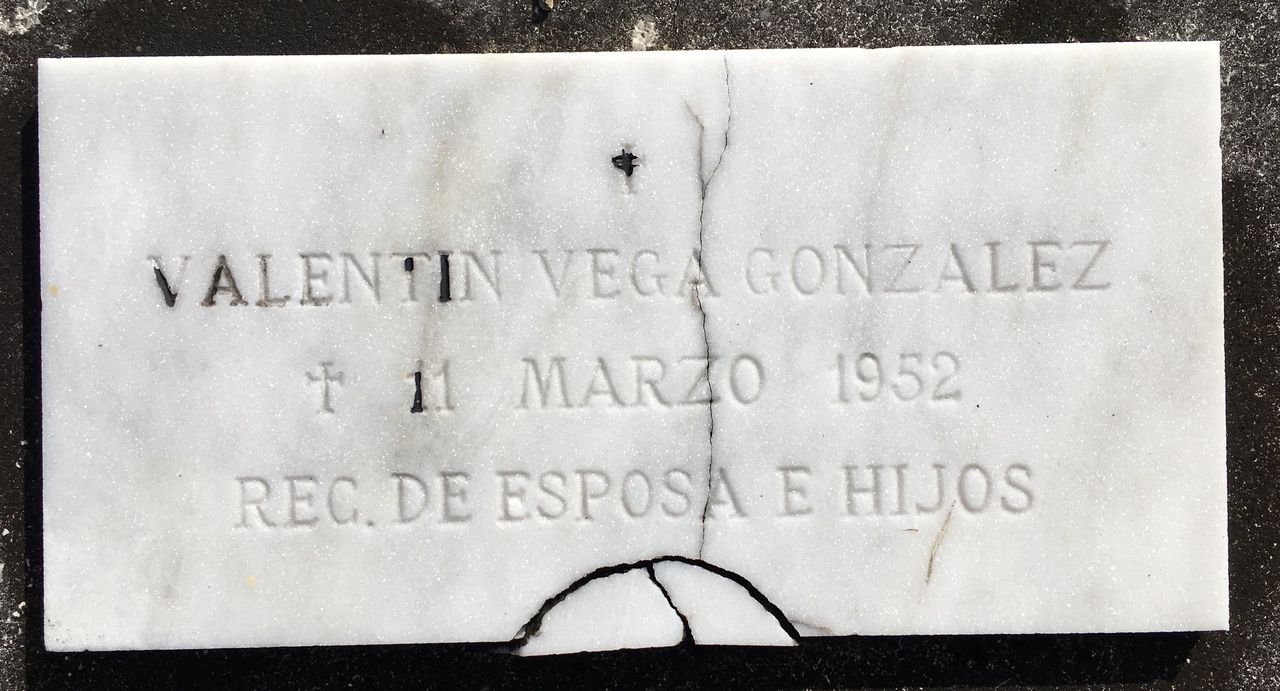 VALENTIN VEGA GONZALEZ
✝ 11 MARZO 1952
REC. DE ESPOSA E HIJOS